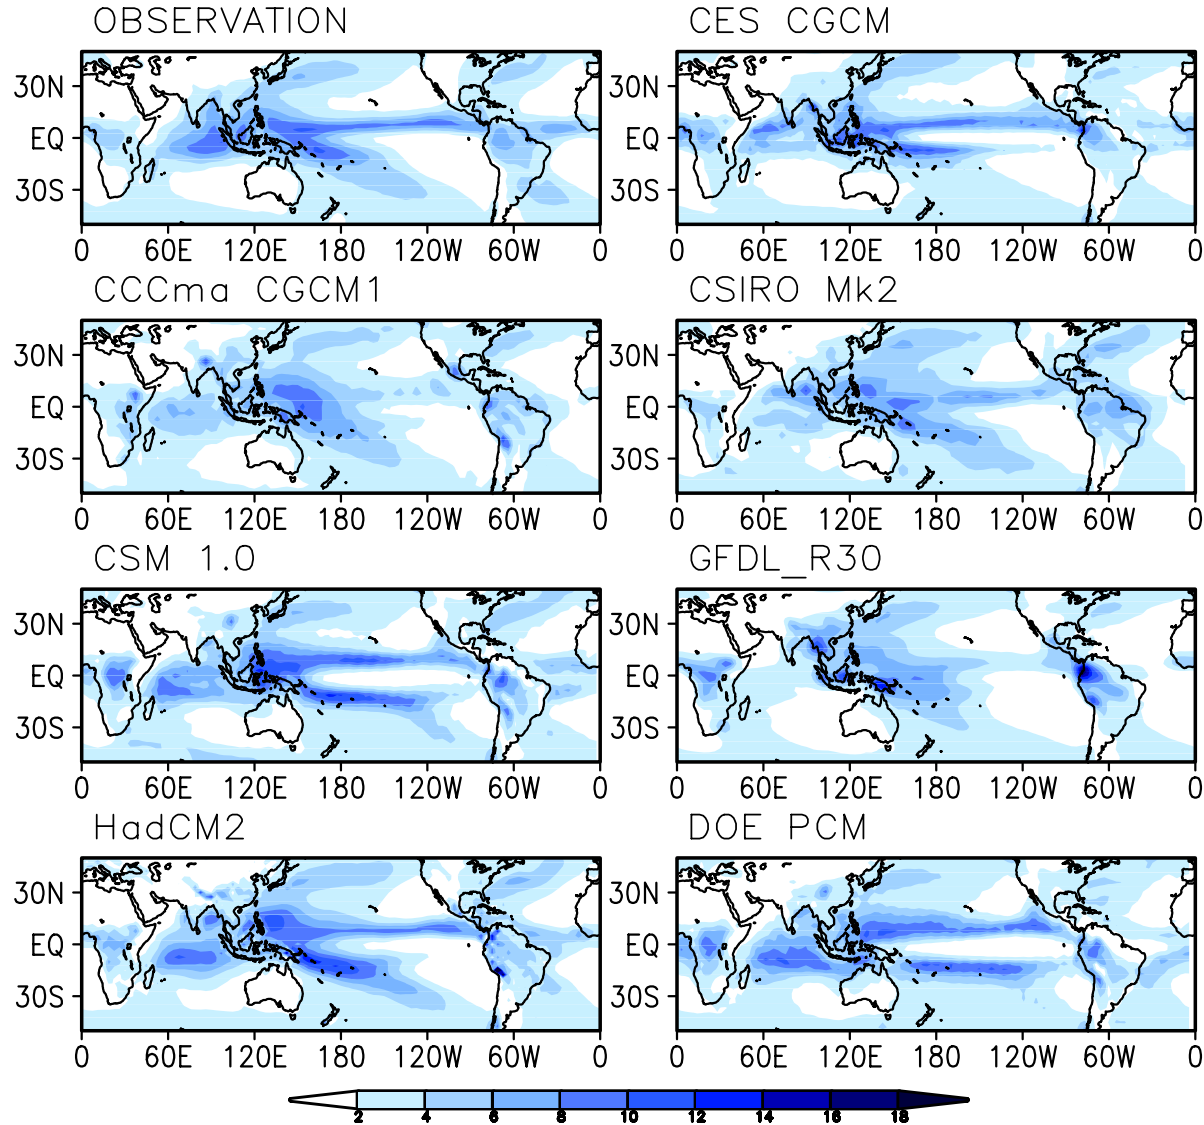 OBSERVATION
CES CGCM
30N
EQ
30S
0 60E 120E 180 120W 60W 0
30N
EQ
30S
0 60E 120E 180 120W 60W 0
CCCma CGCM1
CSIRO Mk2
30N
EQ
30S
0 60E 120E 180 120W 60W 0
30N
EQ
30S
0 60E 120E 180 120W 60W 0
CSM 1.0
GFDL_R30
30N
EQ
30S
0 60E 120E 180 120W 60W 0
30N
EQ
30S
0 60E 120E 180 120W 60W 0
HadCM2
DOE PCM
30N
EQ
30S
0 60E 120E 180 120W 60W 0
30N
EQ
30S
0 60E 120E 180 120W 60W 0
2 4 6 8 10 12 14 16 18